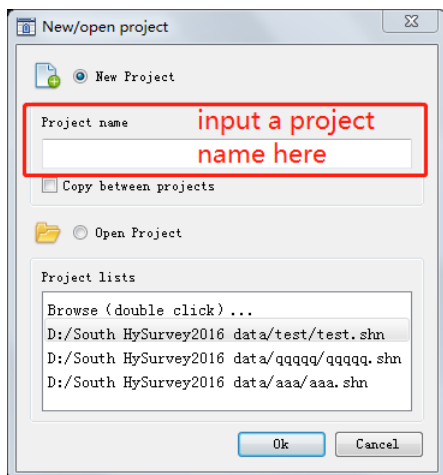 New/open project
New Project
Project name
input a project
name here
Copy between projects
Open Project
Project lists
Browse (double click)...
D:/South HySurvey2016 data/test/test.shn
D:/South HySurvey2016 data/qqqqq/qqqqq.shn
D:/South HySurvey2016 data/aaa/aaa.shn
Ok Cancel